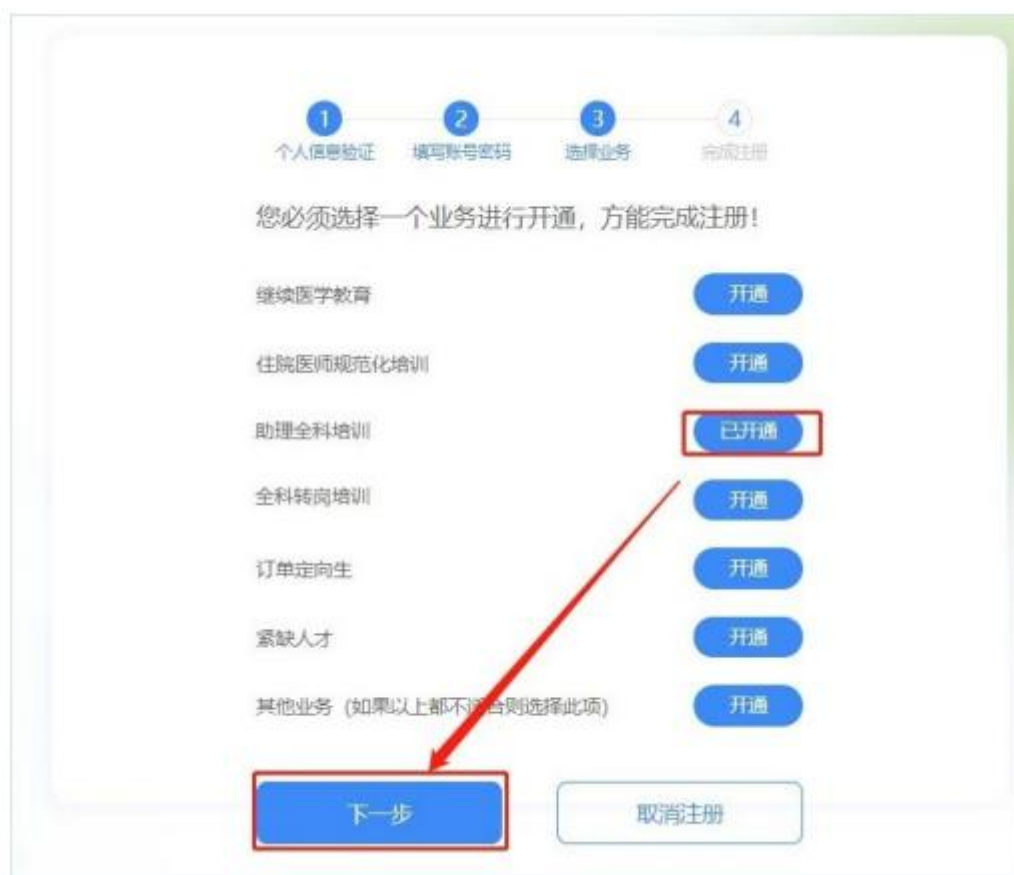 1 2 3 4
个人信息验证 填写账号密码 选择业务 完成注册
您必须选择一个业务进行开通，方能完成注册！
继续医学教育 开通
住院医师规范化培训 开通
助理全科培训 已开通
全科转岗培训 开通
订单定向生 开通
紧缺人才 开通
其他业务（如果以上都不适合则选择此项） 开通
下一步 取消注册